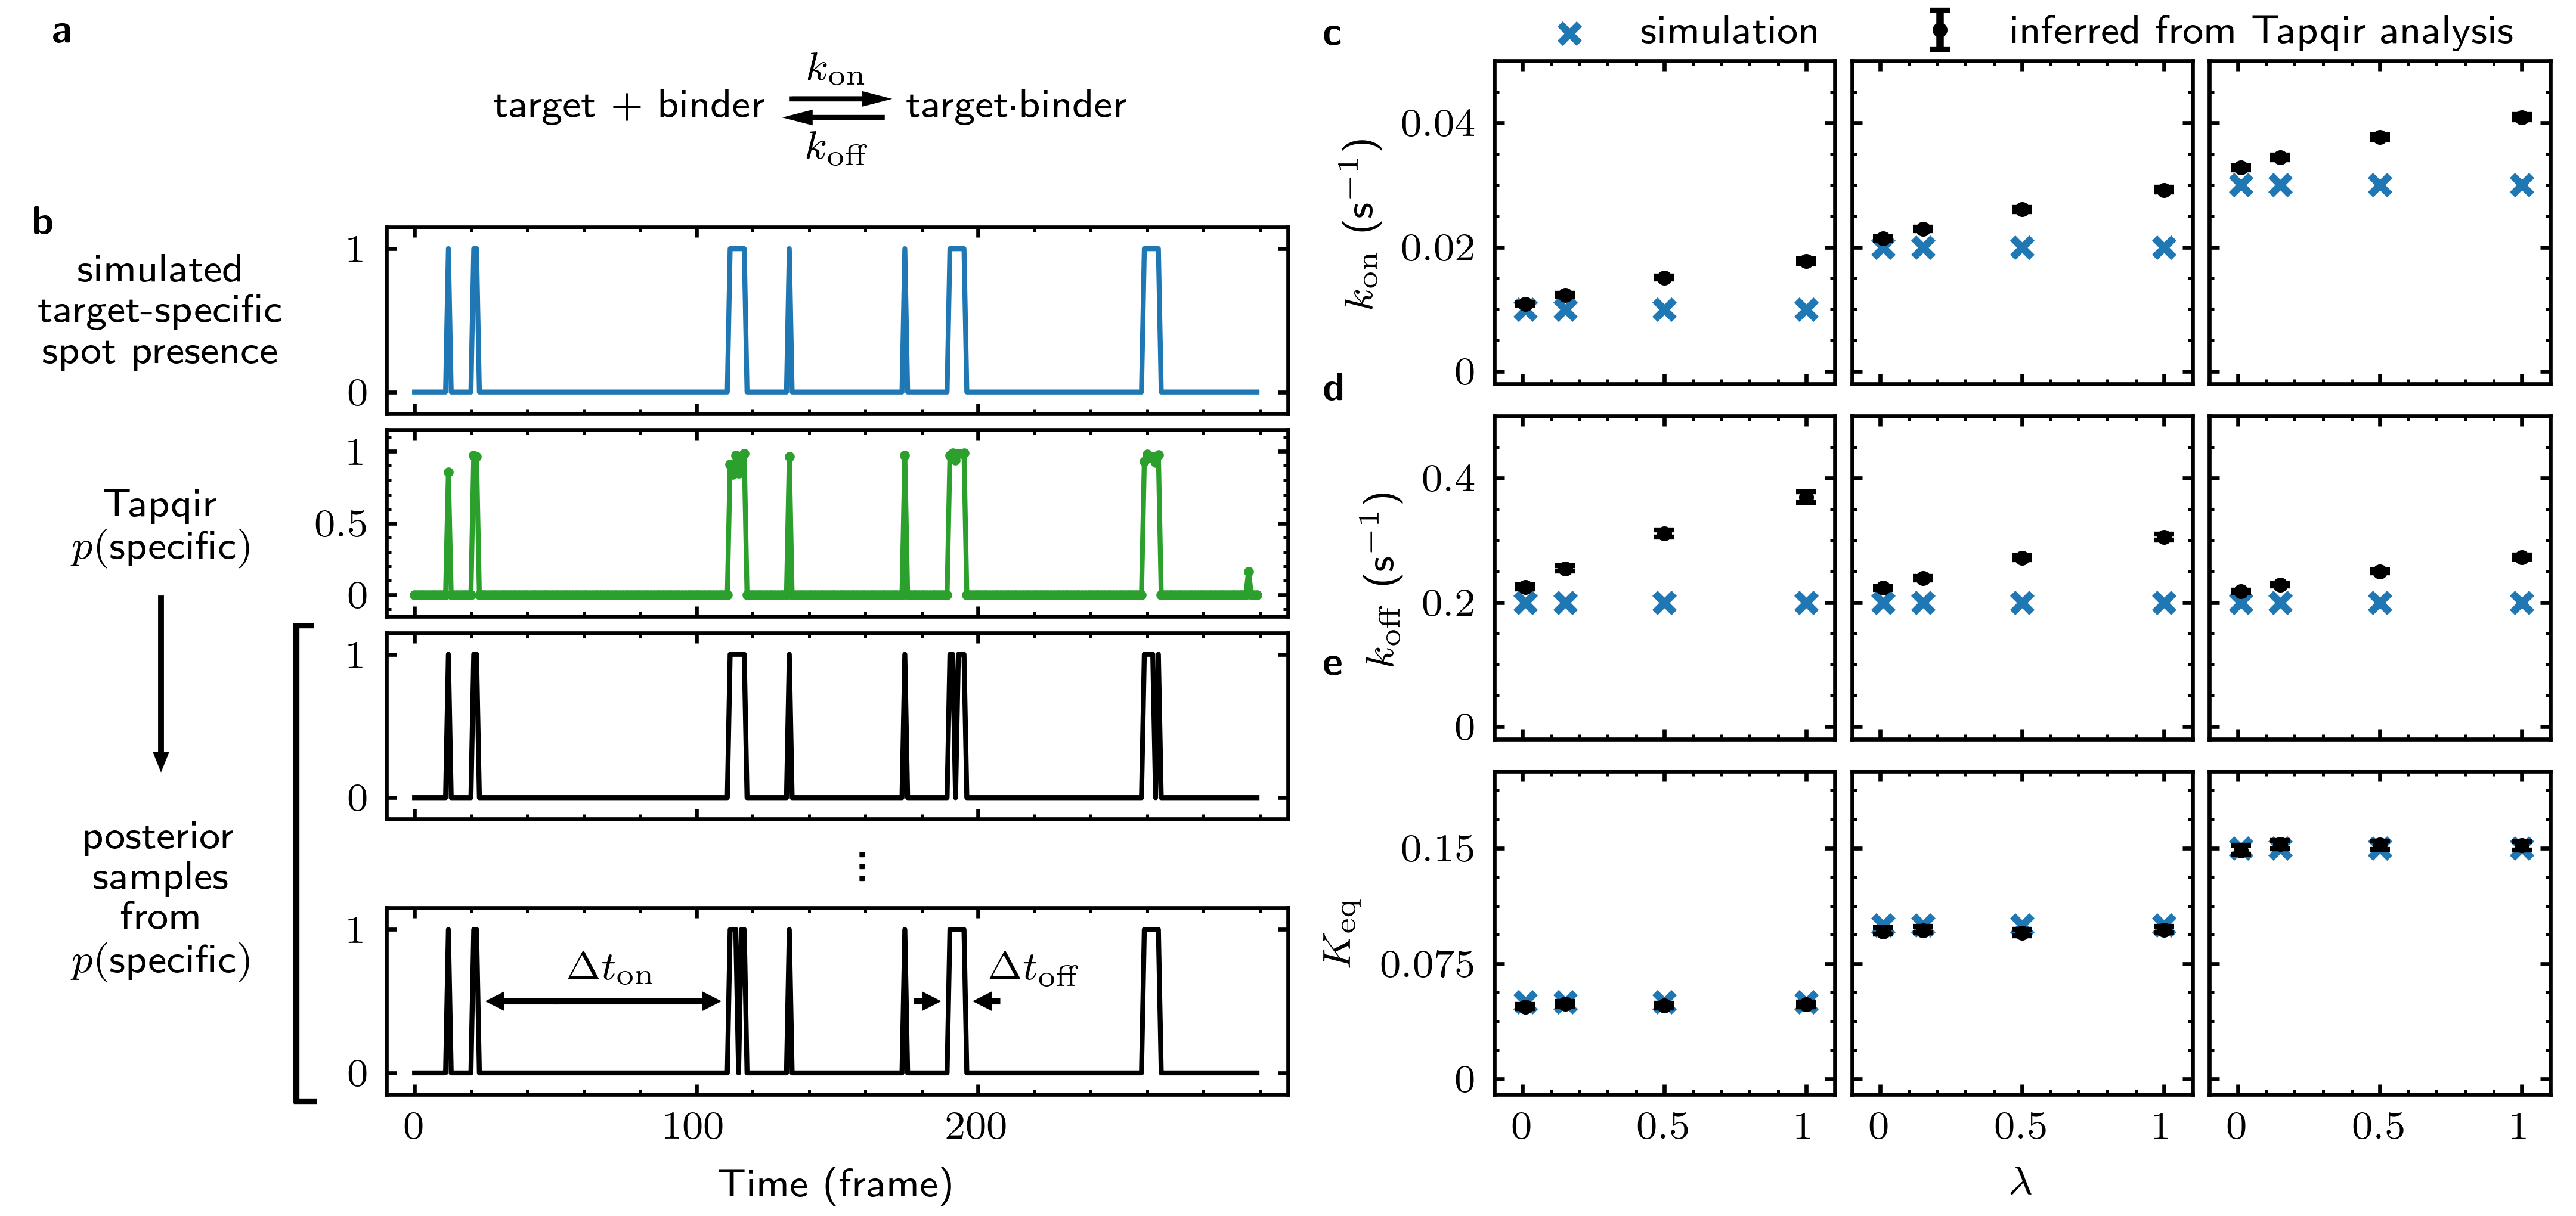 a
k_on
target + binder target·binder
k_off
b
simulated
target-specific
spot presence
1
0
Tapqir
p(specific)
1
0.5
0
posterior
samples
from
p(specific)
1
0
⋮
1
0
Δt_on
Δt_off
0 100 200
Time (frame)
c
simulation
inferred from Tapqir analysis
k_on (s⁻¹)
0.04
0.02
0
d
k_off (s⁻¹)
0.4
0.2
0
e
K_eq
0.15
0.075
0
0 0.5 1 0 0.5 1 0 0.5 1
λ